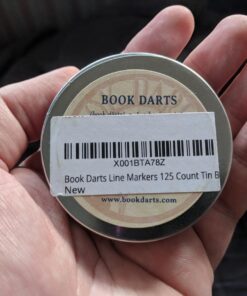 BOOK DARTS
X001BTA78Z
Book Darts Line Markers 125 Count Tin B
New
www.bookdarts.com